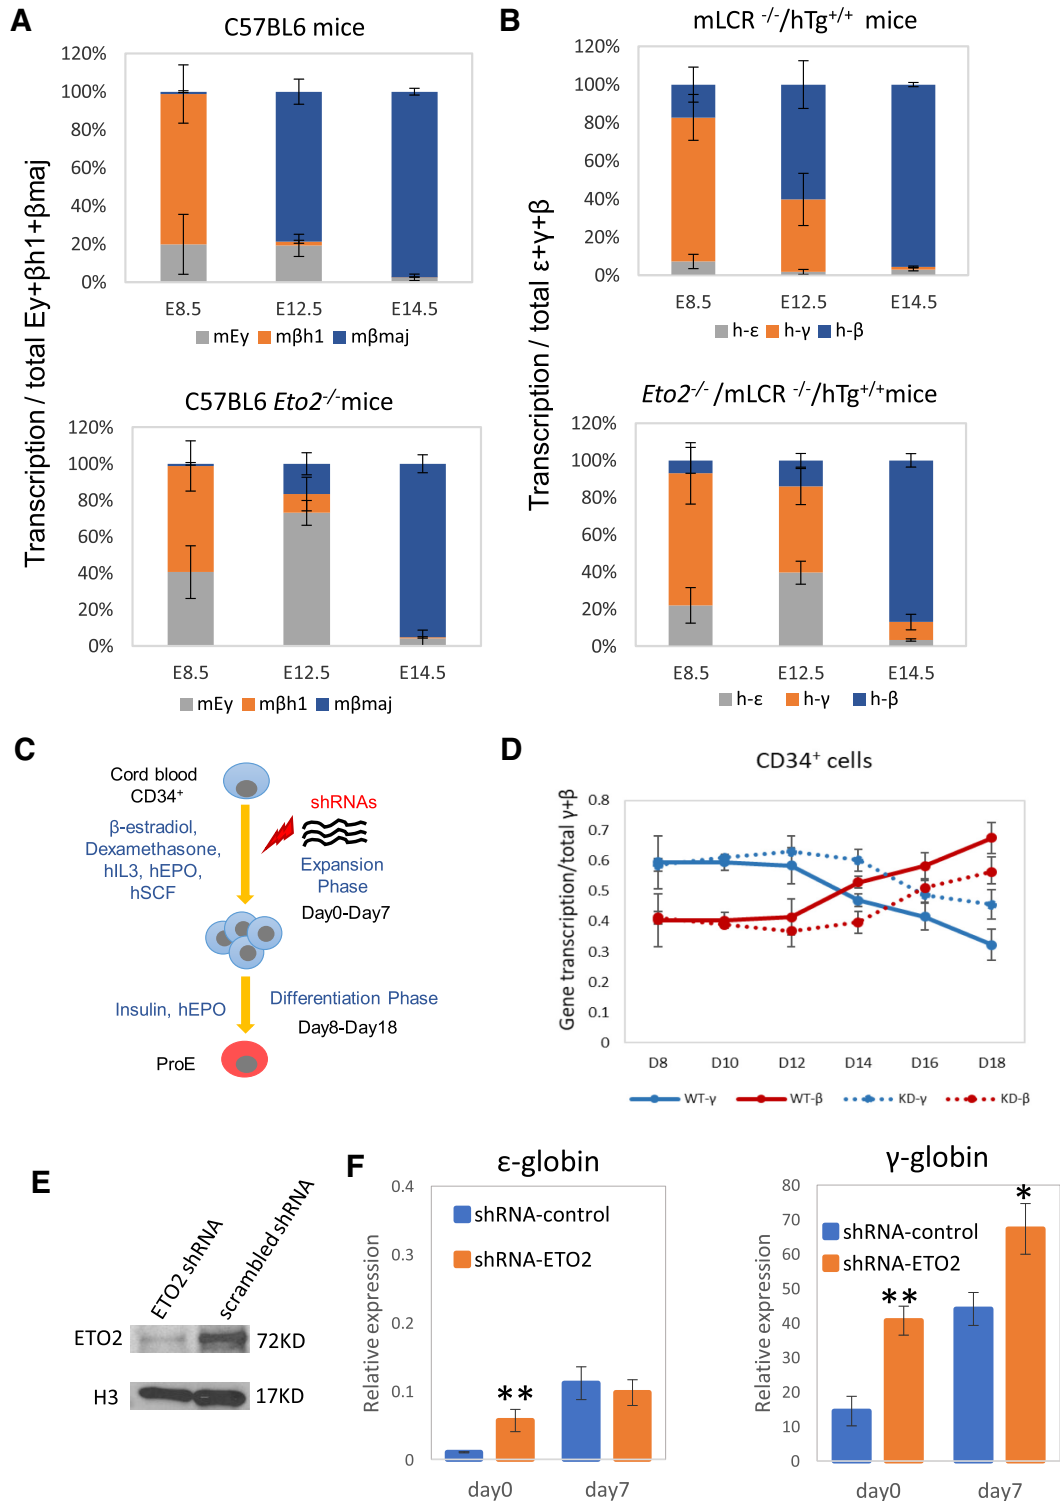 A
C57BL6 mice
Transcription / total Ey+βh1+βmaj
120%
100%
80%
60%
40%
20%
0%
E8.5
E12.5
E14.5
mEy
mβh1
mβmaj
C57BL6 Eto2-/-mice
120%
100%
80%
60%
40%
20%
0%
E8.5
E12.5
E14.5
mEy
mβh1
mβmaj
B
mLCR -/-/hTg+/+ mice
Transcription / total ε+γ+β
120%
100%
80%
60%
40%
20%
0%
E8.5
E12.5
E14.5
h-ε
h-γ
h-β
Eto2-/- /mLCR -/-/hTg+/+mice
120%
100%
80%
60%
40%
20%
0%
E8.5
E12.5
E14.5
h-ε
h-γ
h-β
C
Cord blood
CD34+
β-estradiol,
Dexamethasone,
hIL3, hEPO,
hSCF
shRNAs
Expansion
Phase
Day0-Day7
Insulin, hEPO
Differentiation Phase
Day8-Day18
ProE
D
CD34+ cells
Gene transcription/total γ+β
0.8
0.7
0.6
0.5
0.4
0.3
0.2
0.1
0
D8
D10
D12
D14
D16
D18
WT-γ
WT-β
KD-γ
KD-β
E
ETO2 shRNA
scrambled shRNA
ETO2
72KD
H3
17KD
F
ε-globin
Relative expression
0.4
0.3
0.2
0.1
0
shRNA-control
shRNA-ETO2
**
day0
day7
γ-globin
Relative expression
80
70
60
50
40
30
20
10
0
shRNA-control
shRNA-ETO2
**
*
day0
day7